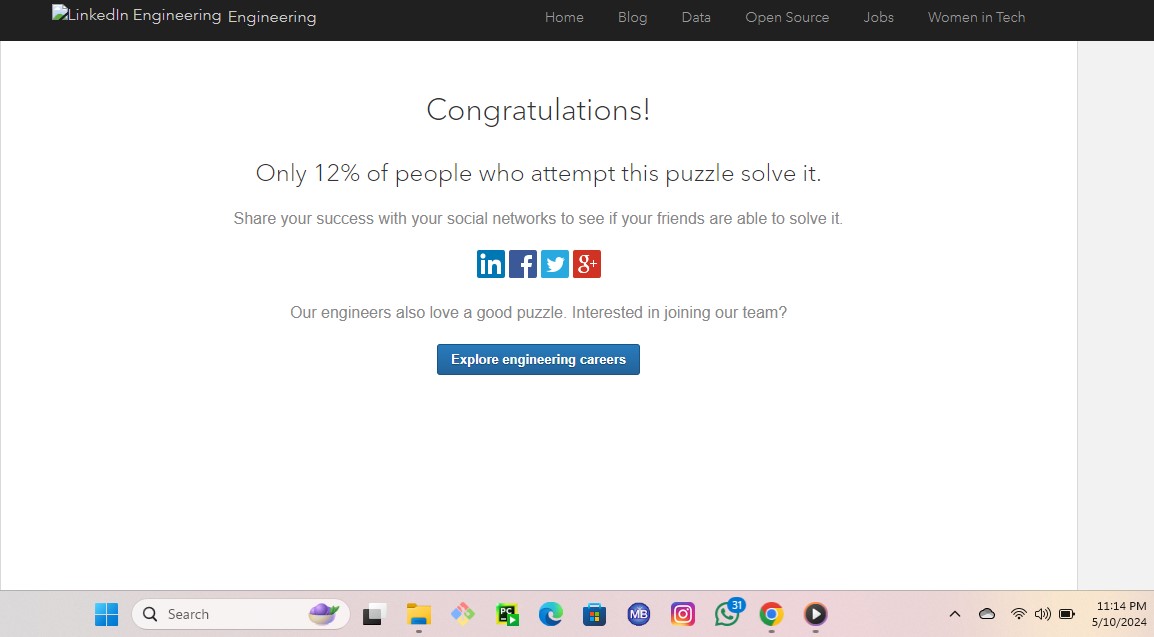 LinkedIn Engineering Engineering Home Blog Data Open Source Jobs Women in Tech
Congratulations!
Only 12% of people who attempt this puzzle solve it.
Share your success with your social networks to see if your friends are able to solve it.
in f g+
Our engineers also love a good puzzle. Interested in joining our team?
Explore engineering careers
Search PC MB 31 11:14 PM
5/10/2024